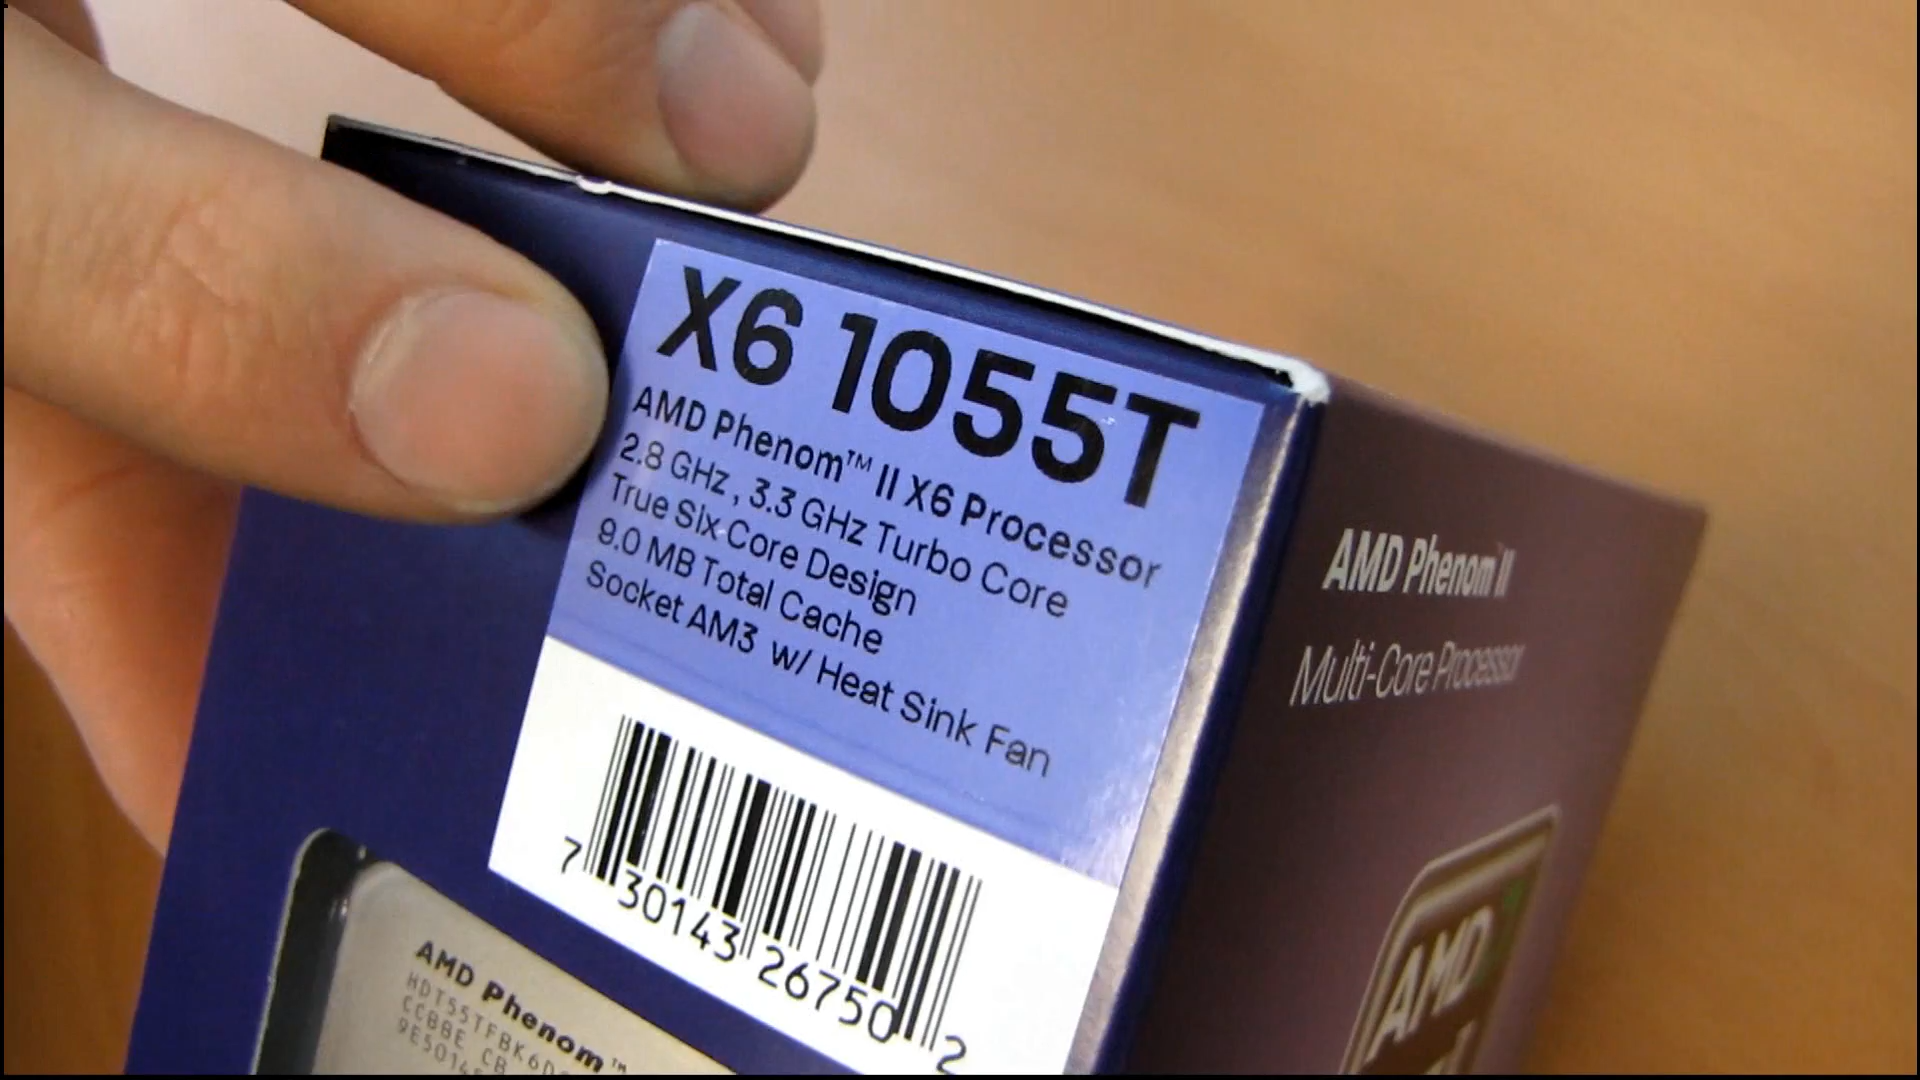 X6 1055T
AMD Phenom™ II X6 Processor
2.8 GHz, 3.3 GHz Turbo Core
True Six-Core Design
9.0 MB Total Cache
Socket AM3 w/ Heat Sink Fan
7 30143 26750 2
AMD Phenom™
CCBBE CB
AMD Phenom II
Multi-Core Processor
AMD